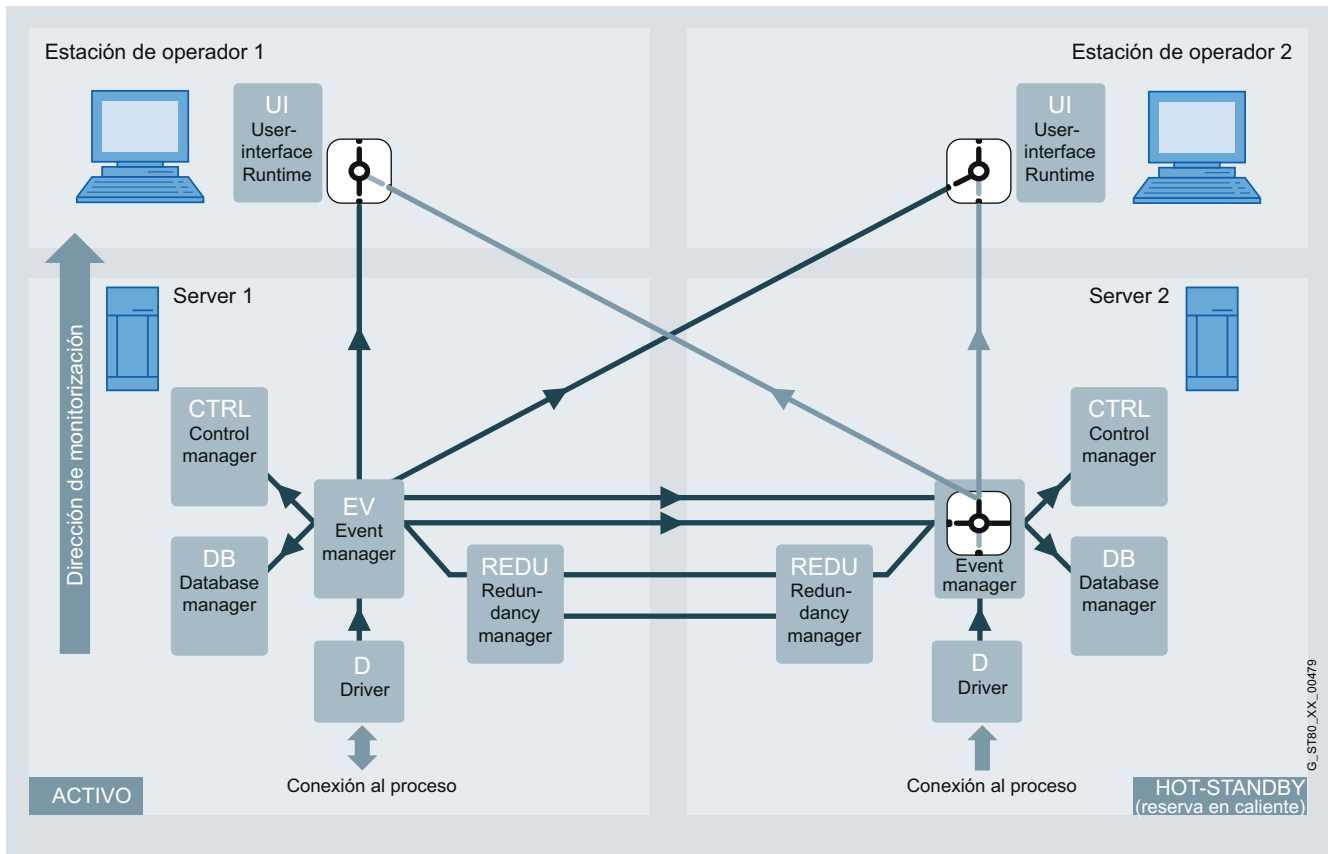 Estación de operador 1
UI
User-
interface
Runtime
Estación de operador 2
UI
User-
interface
Runtime
Dirección de monitorización
Server 1
CTRL
Control
manager
DB
Database
manager
EV
Event
manager
REDU
Redun-
dancy
manager
D
Driver
Conexión al proceso
ACTIVO
Server 2
REDU
Redun-
dancy
manager
Event
manager
CTRL
Control
manager
DB
Database
manager
D
Driver
Conexión al proceso
HOT-STANDBY
(reserva en caliente)
G_ST80_XX_00479